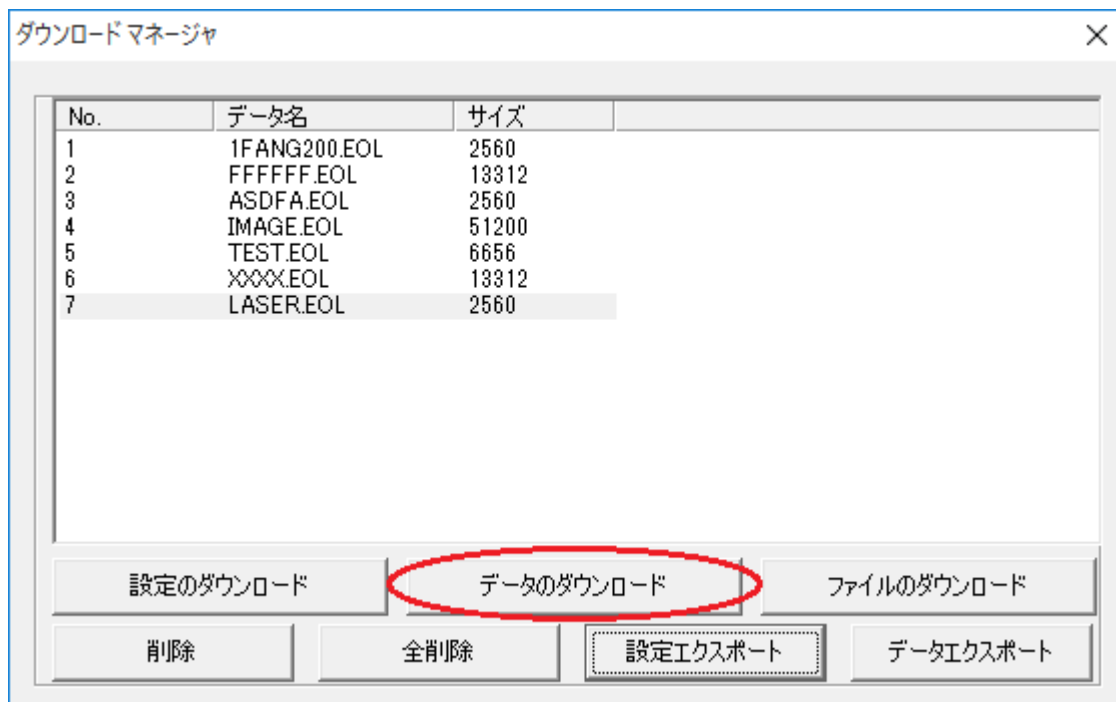 ダウンロード マネージャ
No. データ名 サイズ
1 1FANG200.EOL 2560
2 FFFFFF.EOL 13312
3 ASDFA.EOL 2560
4 IMAGE.EOL 51200
5 TEST.EOL 6656
6 XXXX.EOL 13312
7 LASER.EOL 2560
設定のダウンロード データのダウンロード ファイルのダウンロード
削除 全削除 設定エクスポート データエクスポート